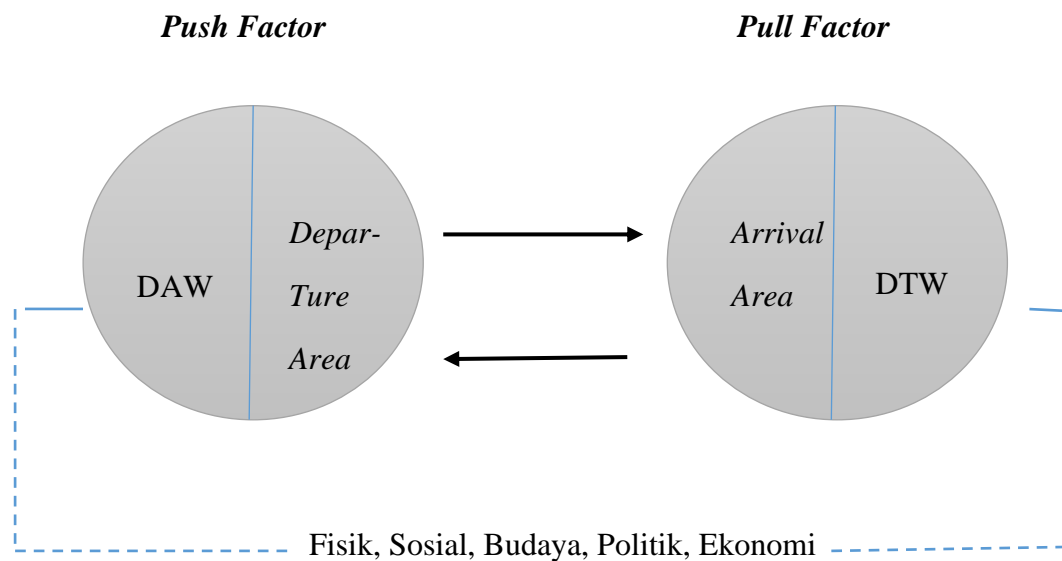 Push Factor
Pull Factor
DAW
Depar-
Ture
Area
Arrival
Area
DTW
Fisik, Sosial, Budaya, Politik, Ekonomi